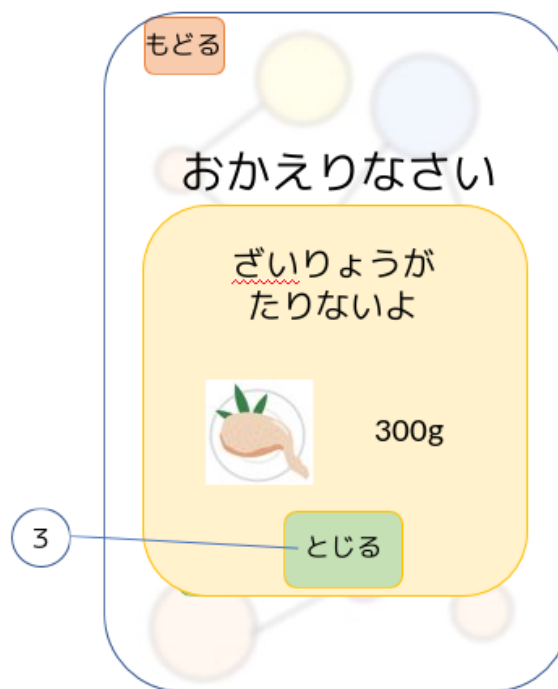 もどる
おかえりなさい
ざいりょうが
たりないよ
300g
3
とじる